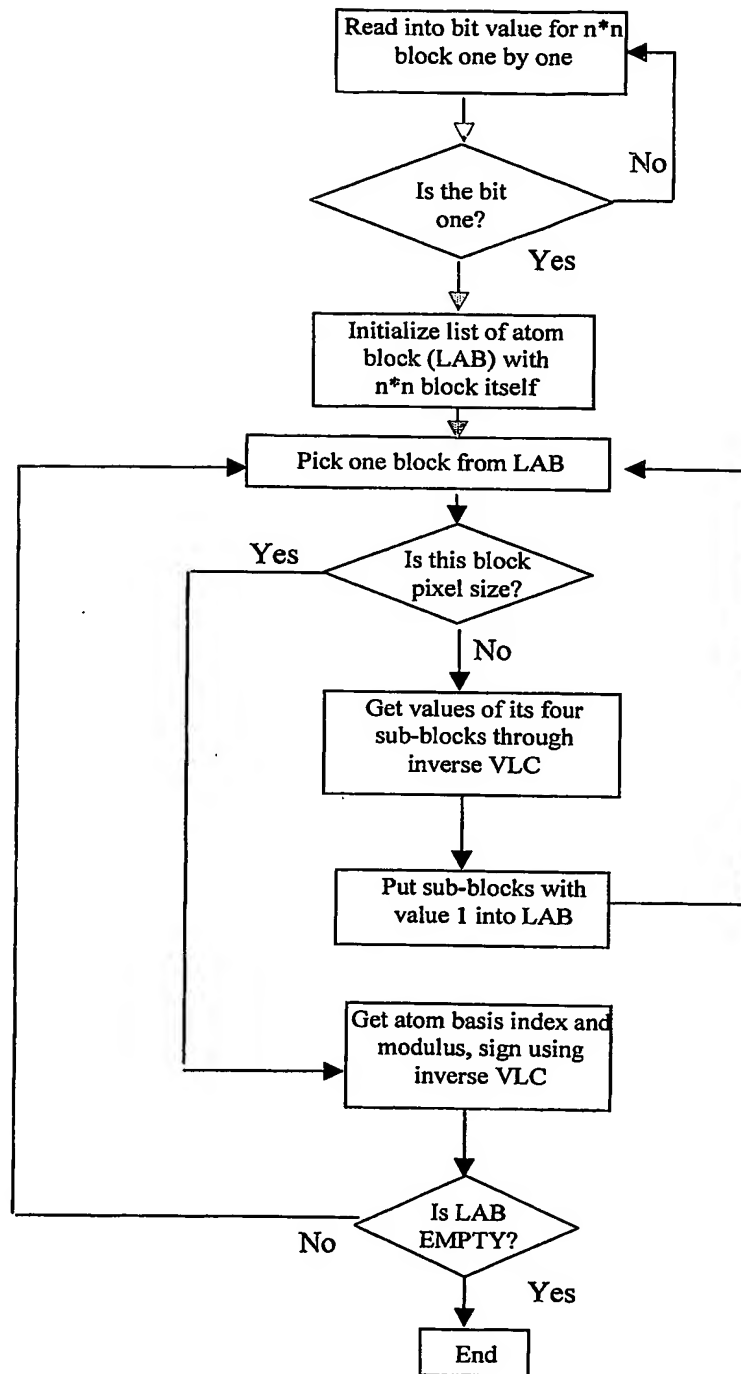 Read into bit value for n*n
block one by one
No
Is the bit
one?
Yes
Initialize list of atom
block (LAB) with
n*n block itself
Pick one block from LAB
Yes
Is this block
pixel size?
No
Get values of its four
sub-blocks through
inverse VLC
Put sub-blocks with
value 1 into LAB
Get atom basis index and
modulus, sign using
inverse VLC
Is LAB
EMPTY?
No
Yes
End